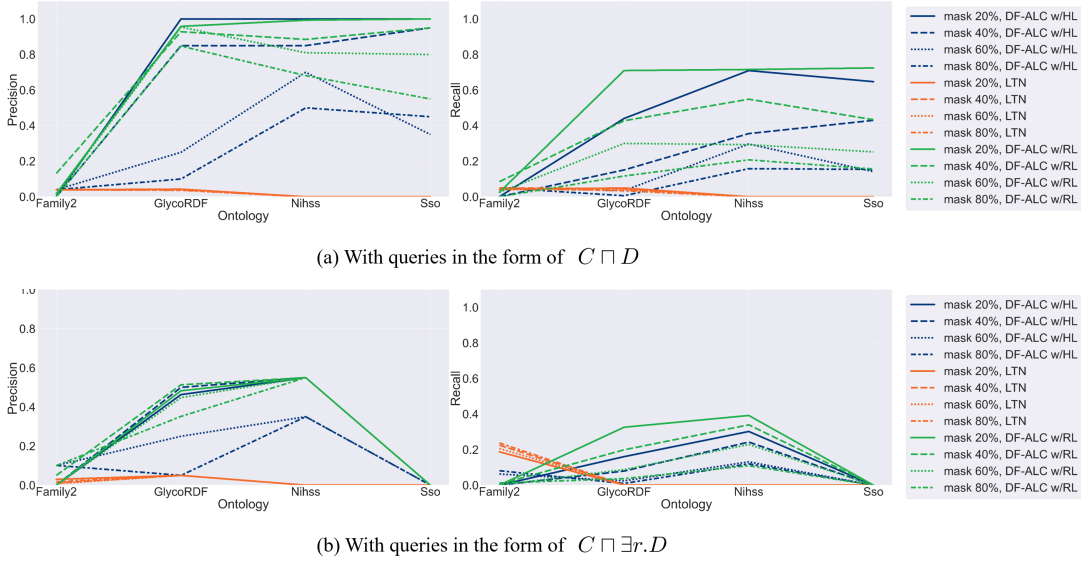 1.0
0.8
0.6
0.4
0.2
0.0
Precision
Family2 GlycoRDF Nihss Sso
Ontology
1.0
0.8
0.6
0.4
0.2
0.0
Recall
Family2 GlycoRDF Nihss Sso
Ontology
mask 20%, DF-ALC w/HL
mask 40%, DF-ALC w/HL
mask 60%, DF-ALC w/HL
mask 80%, DF-ALC w/HL
mask 20%, LTN
mask 40%, LTN
mask 60%, LTN
mask 80%, LTN
mask 20%, DF-ALC w/RL
mask 40%, DF-ALC w/RL
mask 60%, DF-ALC w/RL
mask 80%, DF-ALC w/RL
(a) With queries in the form of C ⊓ D
1.0
0.8
0.6
0.4
0.2
0.0
Precision
Family2 GlycoRDF Nihss Sso
Ontology
1.0
0.8
0.6
0.4
0.2
0.0
Recall
Family2 GlycoRDF Nihss Sso
Ontology
mask 20%, DF-ALC w/HL
mask 40%, DF-ALC w/HL
mask 60%, DF-ALC w/HL
mask 80%, DF-ALC w/HL
mask 20%, LTN
mask 40%, LTN
mask 60%, LTN
mask 80%, LTN
mask 20%, DF-ALC w/RL
mask 40%, DF-ALC w/RL
mask 60%, DF-ALC w/RL
mask 80%, DF-ALC w/RL
(b) With queries in the form of C ⊓ ∃r.D